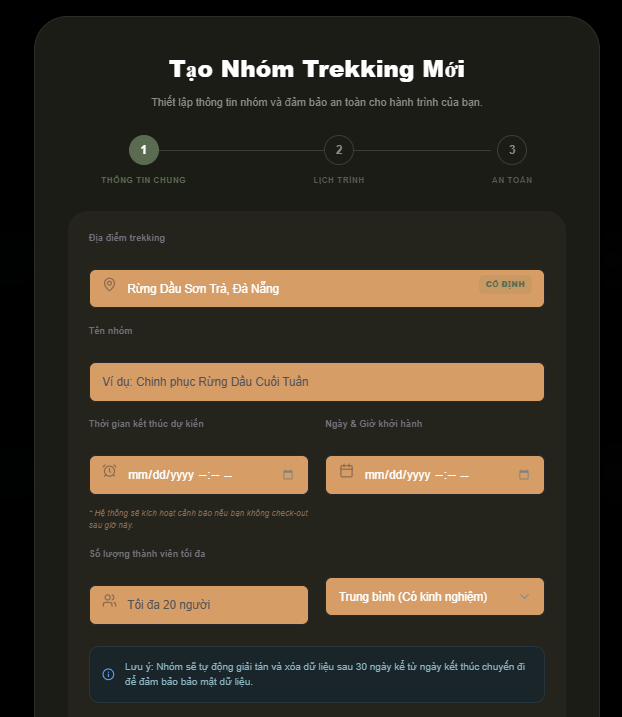 Tạo Nhóm Trekking Mới
Thiết lập thông tin nhóm và đảm bảo an toàn cho hành trình của bạn.
1
2
3
THÔNG TIN CHUNG
LỊCH TRÌNH
AN TOÀN
Địa điểm trekking
Rừng Dầu Sơn Trà, Đà Nẵng
CỐ ĐỊNH
Tên nhóm
Ví dụ: Chinh phục Rừng Dầu Cuối Tuần
Thời gian kết thúc dự kiến
Ngày & Giờ khởi hành
mm/dd/yyyy --:-- --
mm/dd/yyyy --:-- --
* Hệ thống sẽ kích hoạt cảnh báo nếu bạn không check-out
sau giờ này.
Số lượng thành viên tối đa
Tối đa 20 người
Trung bình (Có kinh nghiệm)
Lưu ý: Nhóm sẽ tự động giải tán và xóa dữ liệu sau 30 ngày kể từ ngày kết thúc chuyến đi
để đảm bảo bảo mật dữ liệu.